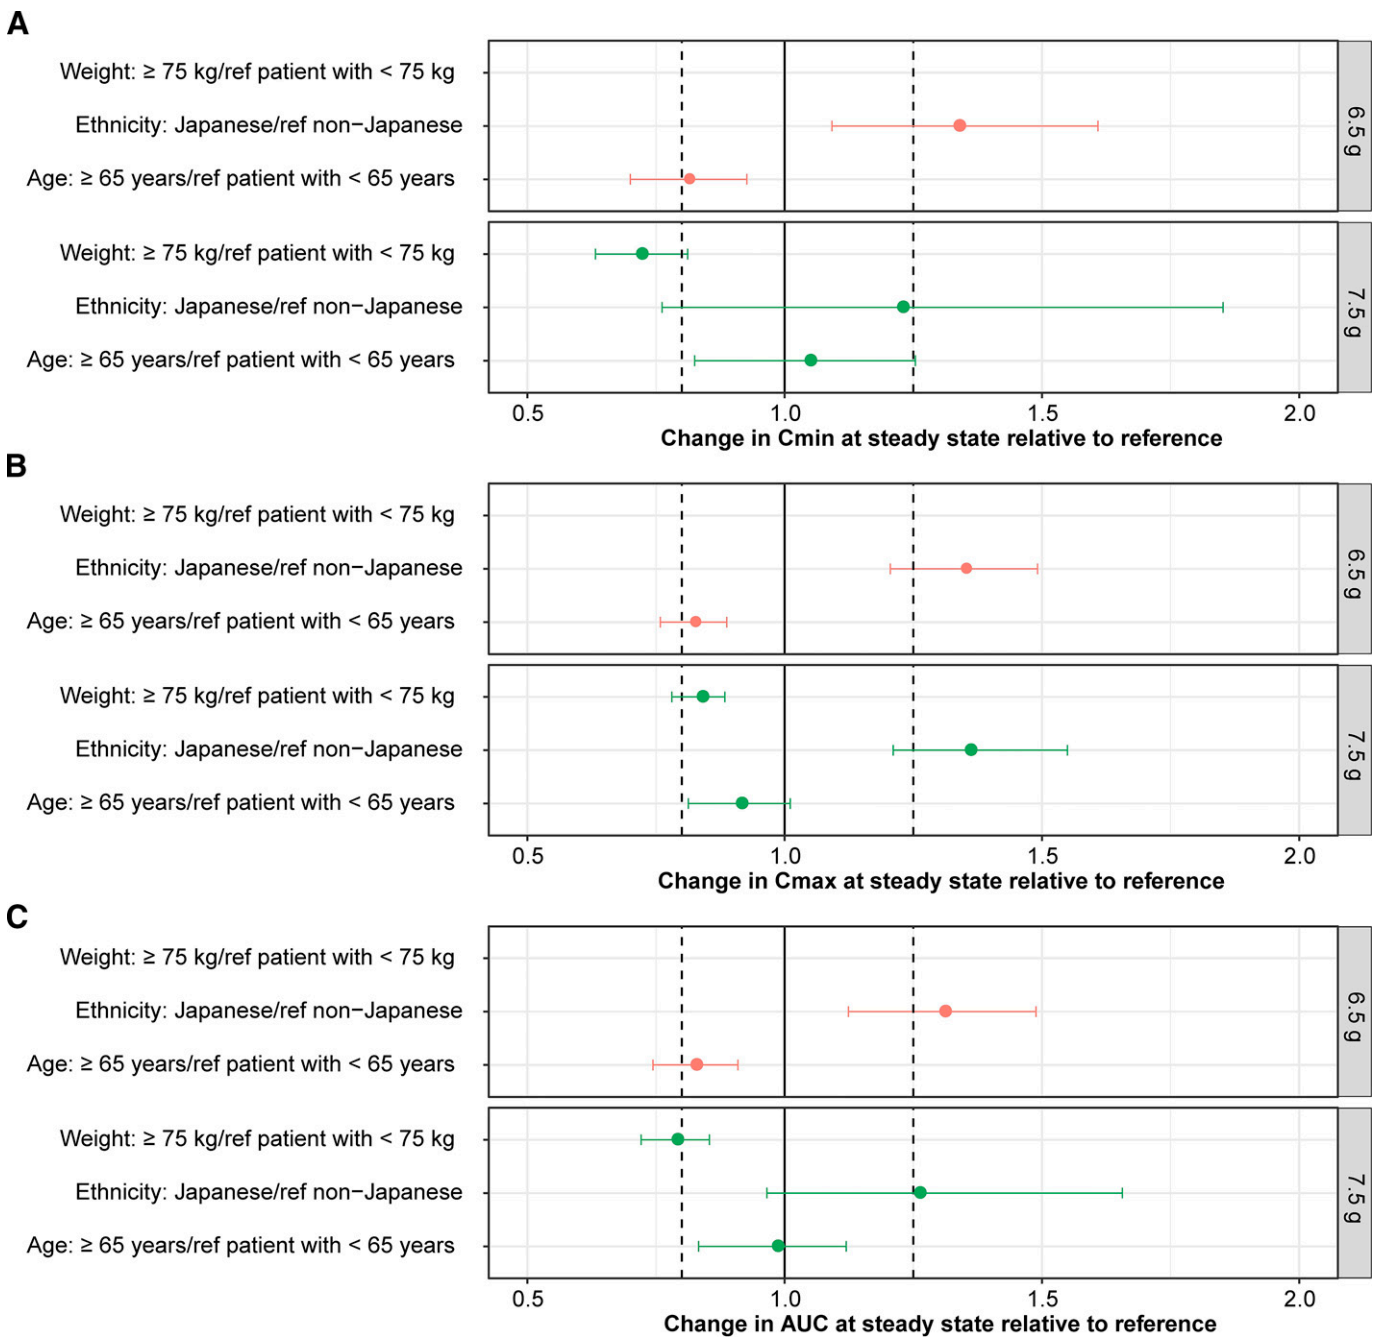 A
Weight: ≥ 75 kg/ref patient with < 75 kg
Ethnicity: Japanese/ref non−Japanese
Age: ≥ 65 years/ref patient with < 65 years
6.5 g
Weight: ≥ 75 kg/ref patient with < 75 kg
Ethnicity: Japanese/ref non−Japanese
Age: ≥ 65 years/ref patient with < 65 years
7.5 g
0.5 1.0 1.5 2.0
Change in Cmin at steady state relative to reference
B
Weight: ≥ 75 kg/ref patient with < 75 kg
Ethnicity: Japanese/ref non−Japanese
Age: ≥ 65 years/ref patient with < 65 years
6.5 g
Weight: ≥ 75 kg/ref patient with < 75 kg
Ethnicity: Japanese/ref non−Japanese
Age: ≥ 65 years/ref patient with < 65 years
7.5 g
0.5 1.0 1.5 2.0
Change in Cmax at steady state relative to reference
C
Weight: ≥ 75 kg/ref patient with < 75 kg
Ethnicity: Japanese/ref non−Japanese
Age: ≥ 65 years/ref patient with < 65 years
6.5 g
Weight: ≥ 75 kg/ref patient with < 75 kg
Ethnicity: Japanese/ref non−Japanese
Age: ≥ 65 years/ref patient with < 65 years
7.5 g
0.5 1.0 1.5 2.0
Change in AUC at steady state relative to reference